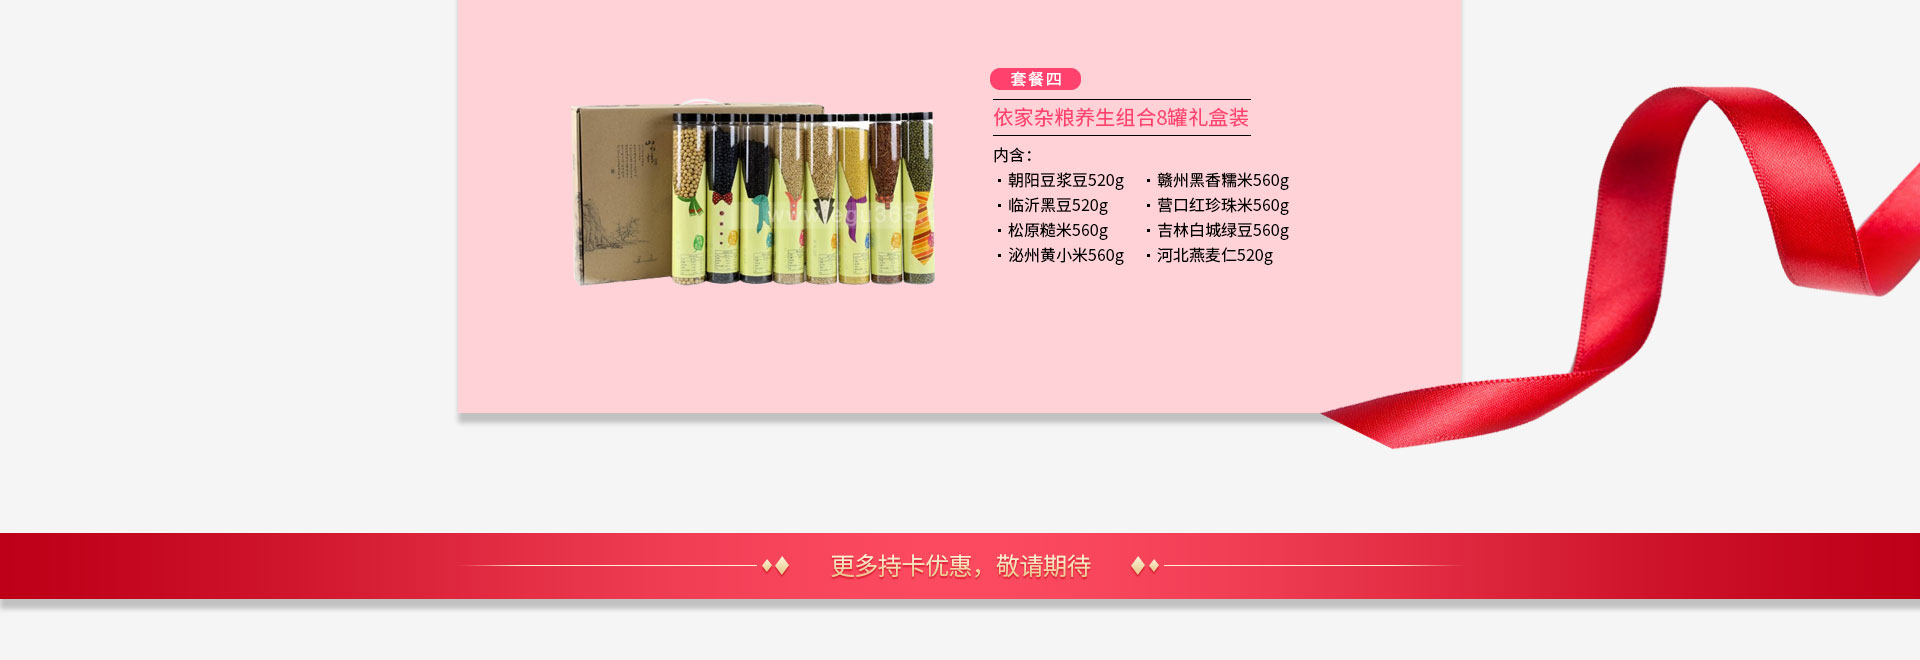 套餐四
依家杂粮养生组合8罐礼盒装
内含：
· 朝阳豆浆豆520g
· 赣州黑香糯米560g
· 临沂黑豆520g
· 营口红珍珠米560g
· 松原糙米560g
· 吉林白城绿豆560g
· 泌州黄小米560g
· 河北燕麦仁520g
更多持卡优惠，敬请期待